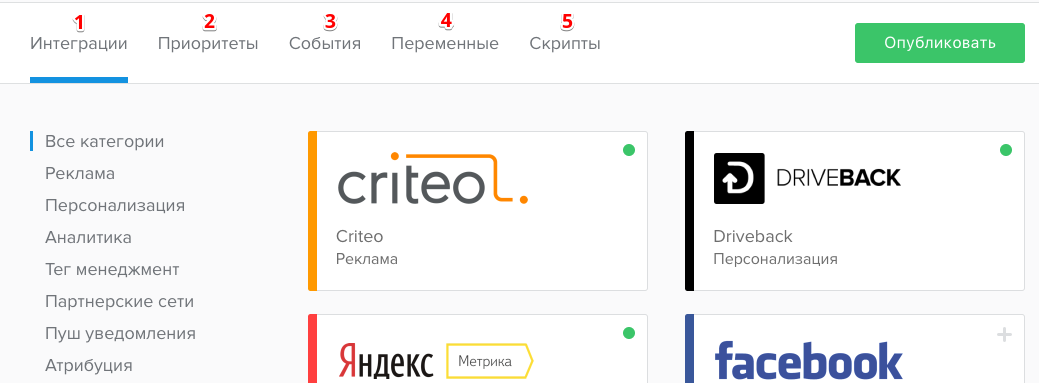 1 2 3 4 5
Интеграции Приоритеты События Переменные Скрипты Опубликовать
Все категории
Реклама
Персонализация
Аналитика
Тег менеджмент
Партнерские сети
Пуш уведомления
Атрибуция
criteo
Criteo
Реклама
DRIVEBACK
Driveback
Персонализация
Яндекс Метрика
facebook